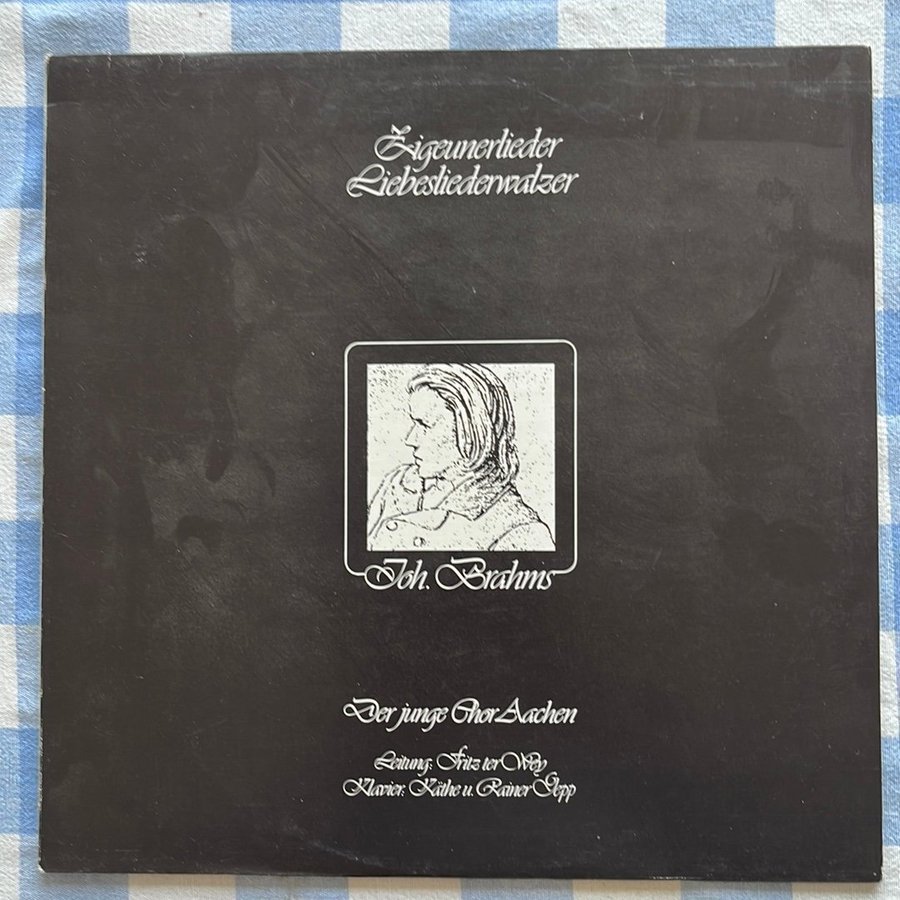 Zigeunerlieder
Liebesliederwalzer
Joh. Brahms
Der junge Chor Aachen
Leitung: Fritz ter Wey
Klavier: Käthe u. Rainer Gepp